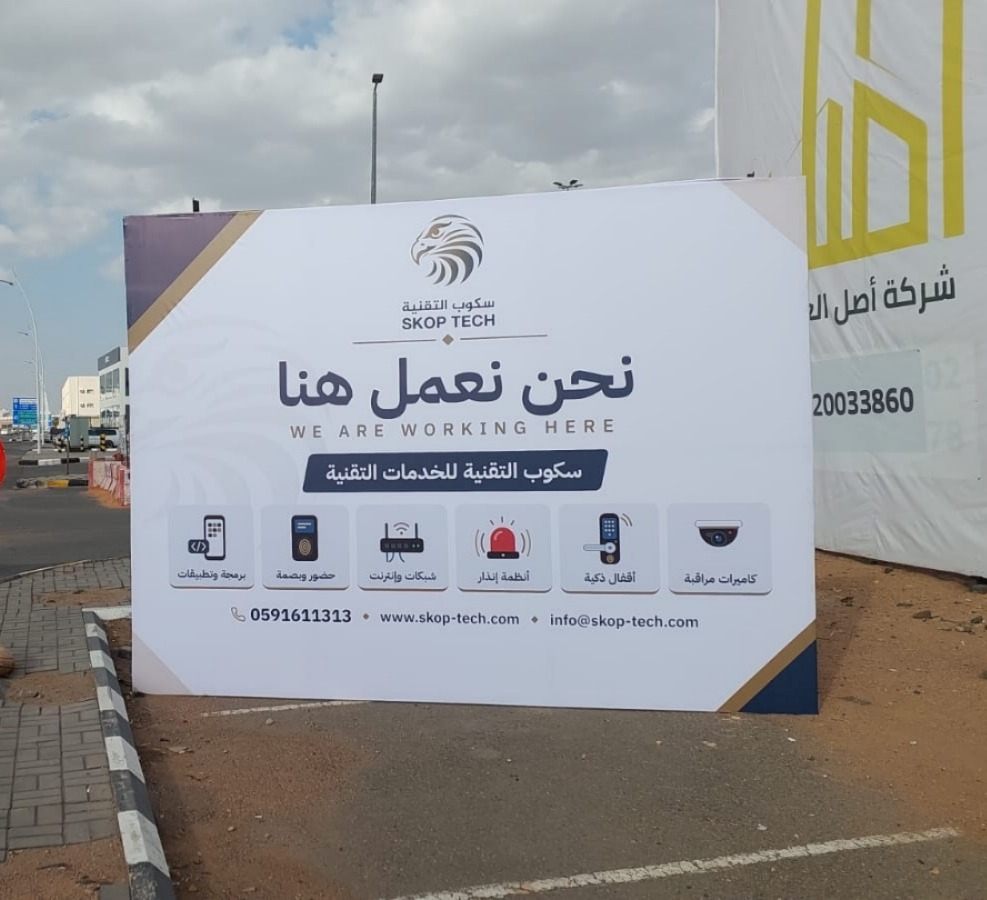 سكوب التقنية
SKOP TECH
نحن نعمل هنا
WE ARE WORKING HERE
سكوب التقنية للخدمات التقنية
كاميرات مراقبة
أقفال ذكية
أنظمة إنذار
شبكات وإنترنت
حضور وبصمة
برمجة وتطبيقات
0591611313 • www.skop-tech.com • info@skop-tech.com
شركة أصل
20033860